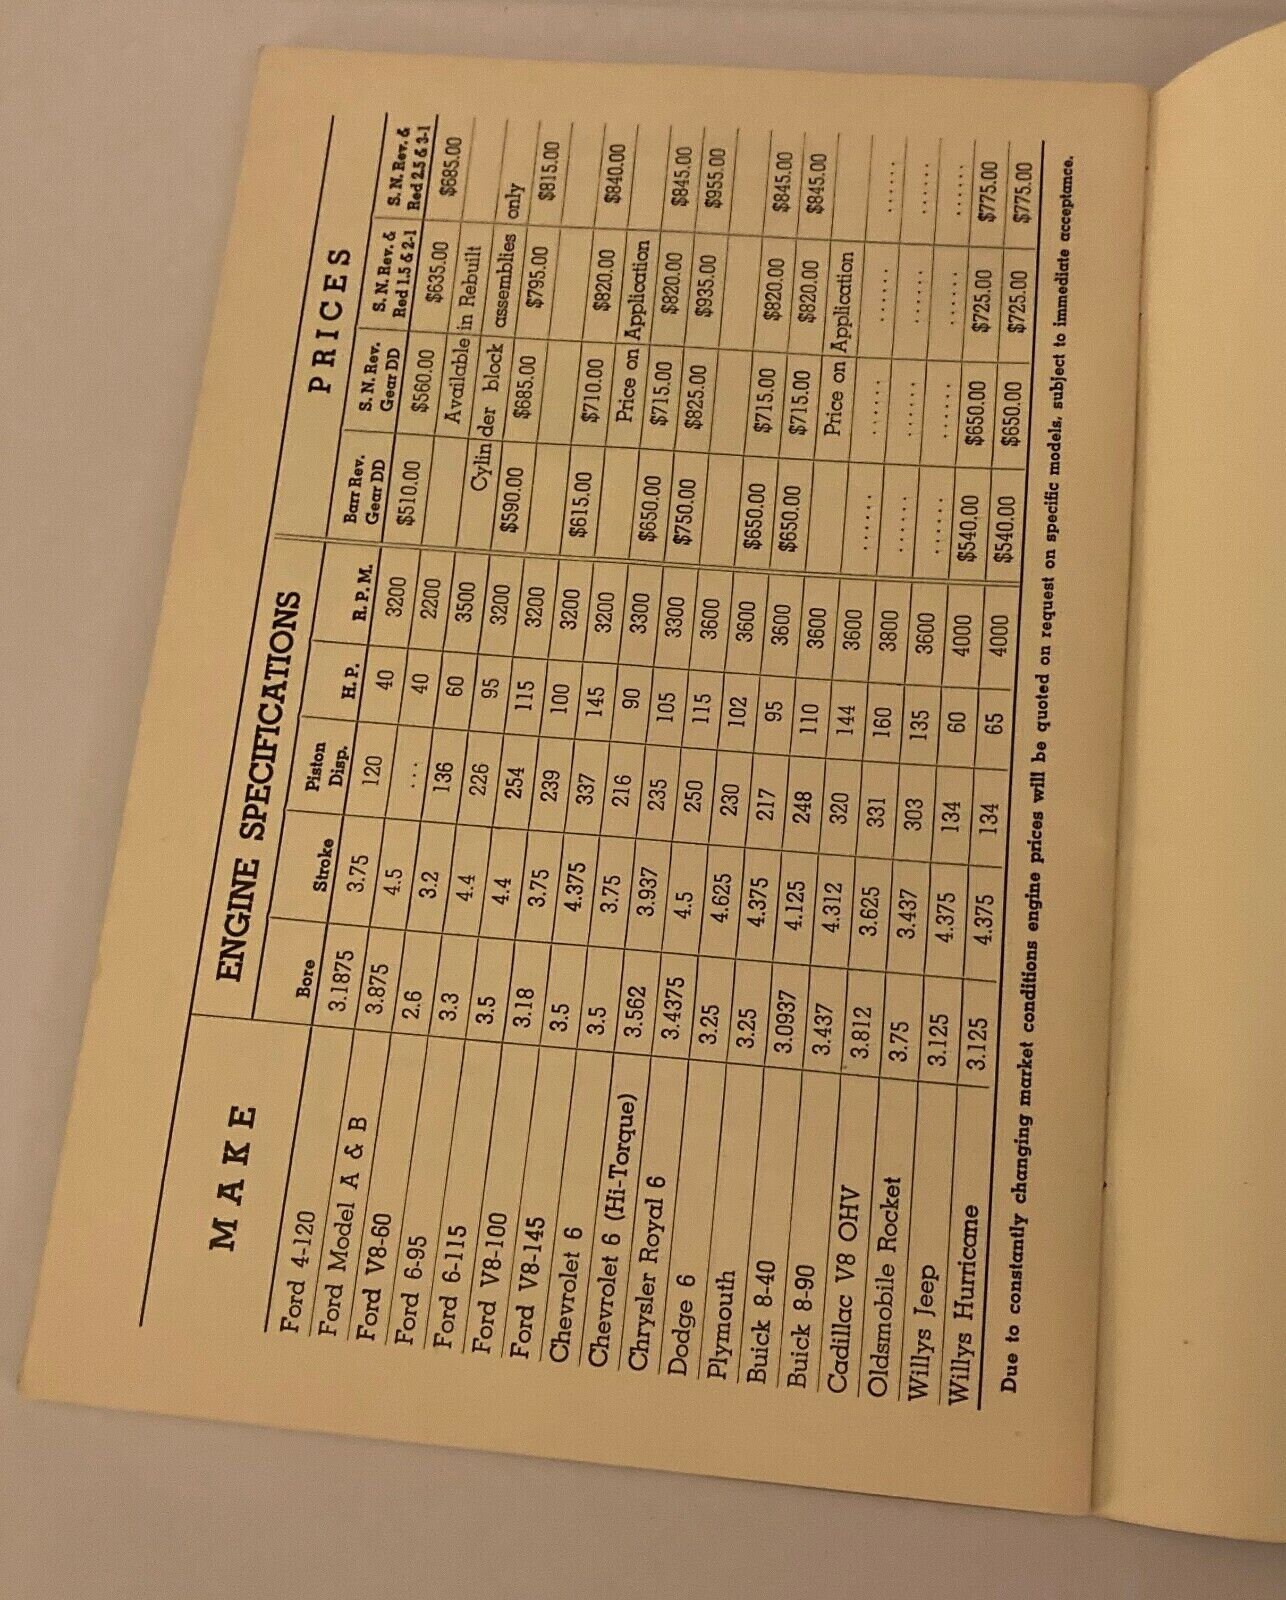 MAKE ENGINE SPECIFICATIONS PRICES
Bore Stroke Piston Disp. H.P. R.P.M. Barr Rev. Gear DD S. N. Rev. Gear DD S. N. Rev. & Red 1.5 & 2-1 S. N. Rev. & Red 2.5 & 3-1
Ford 4-120 3.1875 3.75 120 40 3200 $510.00 $560.00 $635.00 $685.00
Ford Model A & B 3.875 4.5 ... 40 2200 Available in Rebuilt
Ford V8-60 2.6 3.2 136 60 3500 Cylinder block assemblies only
Ford 6-95 3.3 4.4 226 95 3200 $590.00 $685.00 $795.00 $815.00
Ford 6-115 3.5 4.4 254 115 3200
Ford V8-100 3.18 3.75 239 100 3200 $615.00 $710.00 $820.00 $840.00
Ford V8-145 3.5 4.375 337 145 3200 Price on Application
Chevrolet 6 3.5 3.75 216 90 3300 $650.00 $715.00 $820.00 $845.00
Chevrolet 6 (Hi-Torque) 3.562 3.937 235 105 3300 $750.00 $825.00 $935.00 $955.00
Chrysler Royal 6 3.4375 4.5 250 115 3600
Dodge 6 3.25 4.625 230 102 3600 $650.00 $715.00 $820.00 $845.00
Plymouth 3.25 4.375 217 95 3600 $650.00 $715.00 $820.00 $845.00
Buick 8-40 3.0937 4.125 248 110 3600 Price on Application
Buick 8-90 3.437 4.312 320 144 3600 ...... ...... ...... ......
Cadillac V8 OHV 3.812 3.625 331 160 3800 ...... ...... ...... ......
Oldsmobile Rocket 3.75 3.437 303 135 3600 ...... ...... ...... ......
Willys Jeep 3.125 4.375 134 60 4000 $540.00 $650.00 $725.00 $775.00
Willys Hurricane 3.125 4.375 134 65 4000 $540.00 $650.00 $725.00 $775.00
Due to constantly changing market conditions engine prices will be quoted on request on specific models, subject to immediate acceptance.